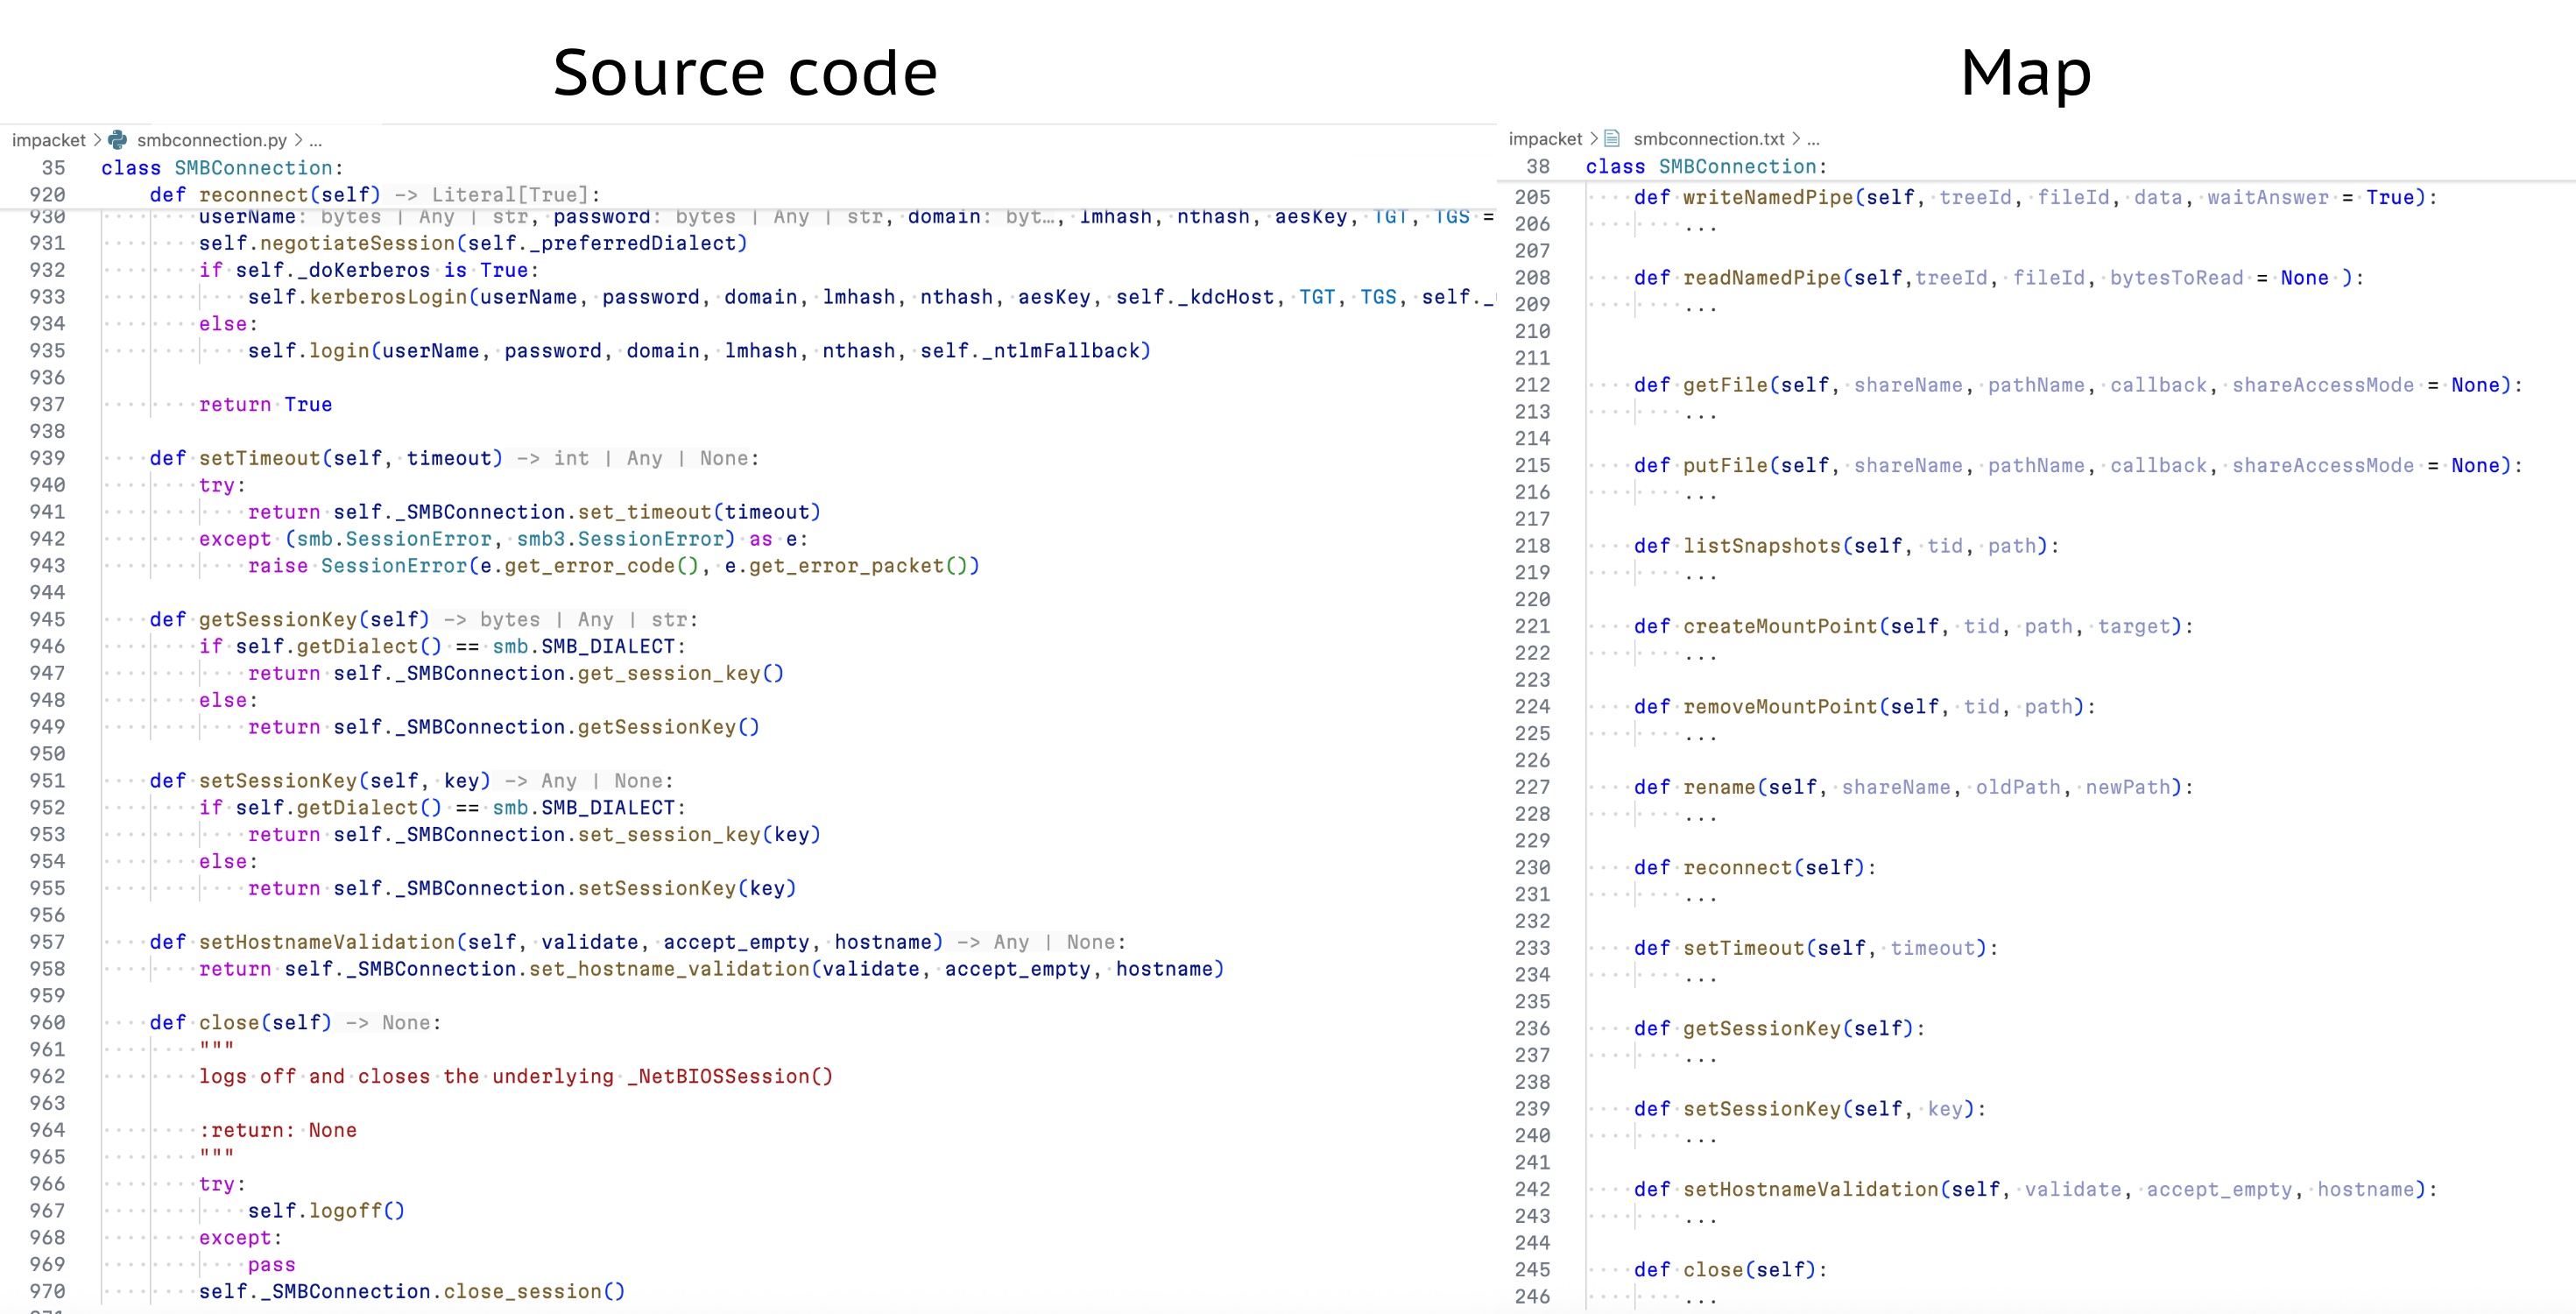 Source code
impacket > smbconnection.py > ...
35 class SMBConnection:
920 def reconnect(self) -> Literal[True]:
930 userName: bytes | Any | str, password: bytes | Any | str, domain: byt…, lmhash, nthash, aesKey, TGT, TGS =
931 self.negotiateSession(self._preferredDialect)
932 if self._doKerberos is True:
933 self.kerberosLogin(userName, password, domain, lmhash, nthash, aesKey, self._kdcHost, TGT, TGS, self._
934 else:
935 self.login(userName, password, domain, lmhash, nthash, self._ntlmFallback)
936
937 return True
938
939 def setTimeout(self, timeout) -> int | Any | None:
940 try:
941 return self._SMBConnection.set_timeout(timeout)
942 except (smb.SessionError, smb3.SessionError) as e:
943 raise SessionError(e.get_error_code(), e.get_error_packet())
944
945 def getSessionKey(self) -> bytes | Any | str:
946 if self.getDialect() == smb.SMB_DIALECT:
947 return self._SMBConnection.get_session_key()
948 else:
949 return self._SMBConnection.getSessionKey()
950
951 def setSessionKey(self, key) -> Any | None:
952 if self.getDialect() == smb.SMB_DIALECT:
953 return self._SMBConnection.set_session_key(key)
954 else:
955 return self._SMBConnection.setSessionKey(key)
956
957 def setHostnameValidation(self, validate, accept_empty, hostname) -> Any | None:
958 return self._SMBConnection.set_hostname_validation(validate, accept_empty, hostname)
959
960 def close(self) -> None:
961 """
962 logs off and closes the underlying _NetBIOSSession()
963
964 :return: None
965 """
966 try:
967 self.logoff()
968 except:
969 pass
970 self._SMBConnection.close_session()
Map
impacket > smbconnection.txt > ...
38 class SMBConnection:
205 def writeNamedPipe(self, treeId, fileId, data, waitAnswer = True):
206 ...
207
208 def readNamedPipe(self,treeId, fileId, bytesToRead = None ):
209 ...
210
211
212 def getFile(self, shareName, pathName, callback, shareAccessMode = None):
213 ...
214
215 def putFile(self, shareName, pathName, callback, shareAccessMode = None):
216 ...
217
218 def listSnapshots(self, tid, path):
219 ...
220
221 def createMountPoint(self, tid, path, target):
222 ...
223
224 def removeMountPoint(self, tid, path):
225 ...
226
227 def rename(self, shareName, oldPath, newPath):
228 ...
229
230 def reconnect(self):
231 ...
232
233 def setTimeout(self, timeout):
234 ...
235
236 def getSessionKey(self):
237 ...
238
239 def setSessionKey(self, key):
240 ...
241
242 def setHostnameValidation(self, validate, accept_empty, hostname):
243 ...
244
245 def close(self):
246 ...